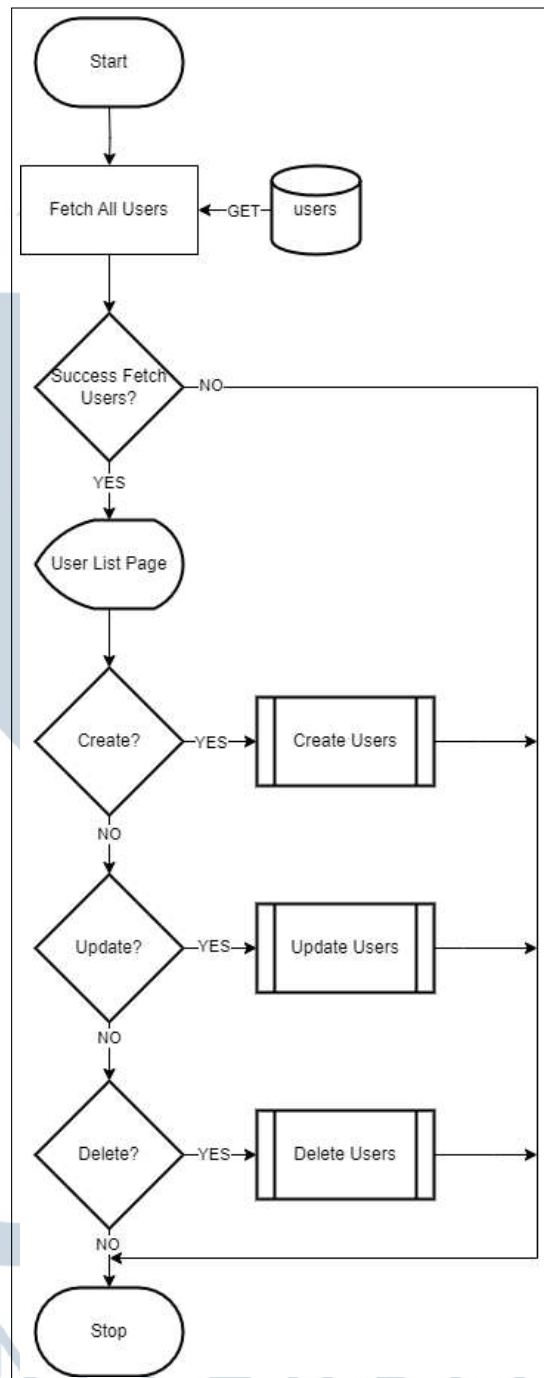 Start
Fetch All Users
GET
users
Success Fetch
Users?
NO
YES
User List Page
Create?
YES
Create Users
NO
Update?
YES
Update Users
NO
Delete?
YES
Delete Users
NO
Stop